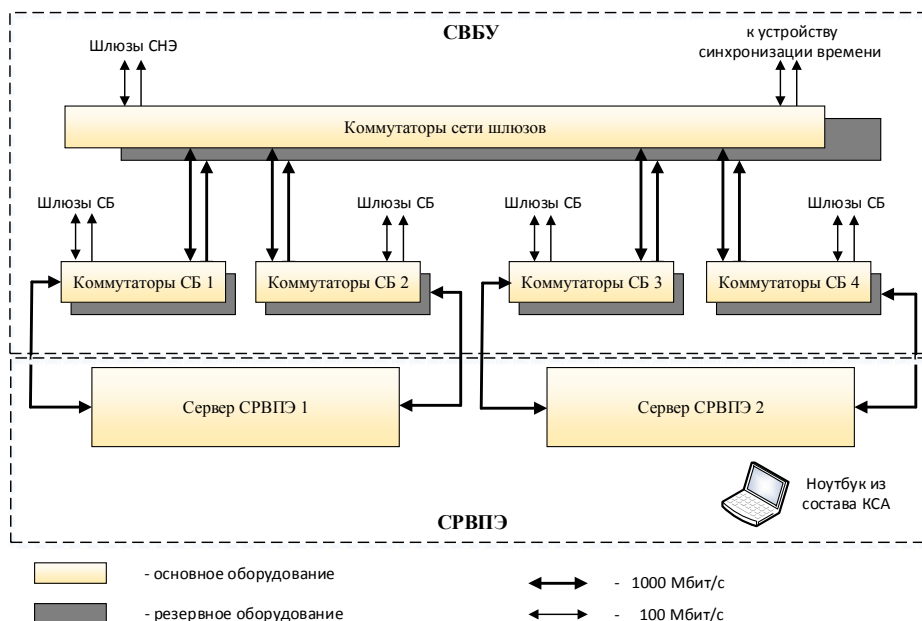 СВБУ
Шлюзы СНЭ
к устройству
синхронизации времени
Коммутаторы сети шлюзов
Шлюзы СБ
Шлюзы СБ
Шлюзы СБ
Шлюзы СБ
Коммутаторы СБ 1
Коммутаторы СБ 2
Коммутаторы СБ 3
Коммутаторы СБ 4
Сервер СРВПЭ 1
Сервер СРВПЭ 2
Ноутбук из
состава КСА
СРВПЭ
- основное оборудование
- 1000 Мбит/с
- резервное оборудование
- 100 Мбит/с